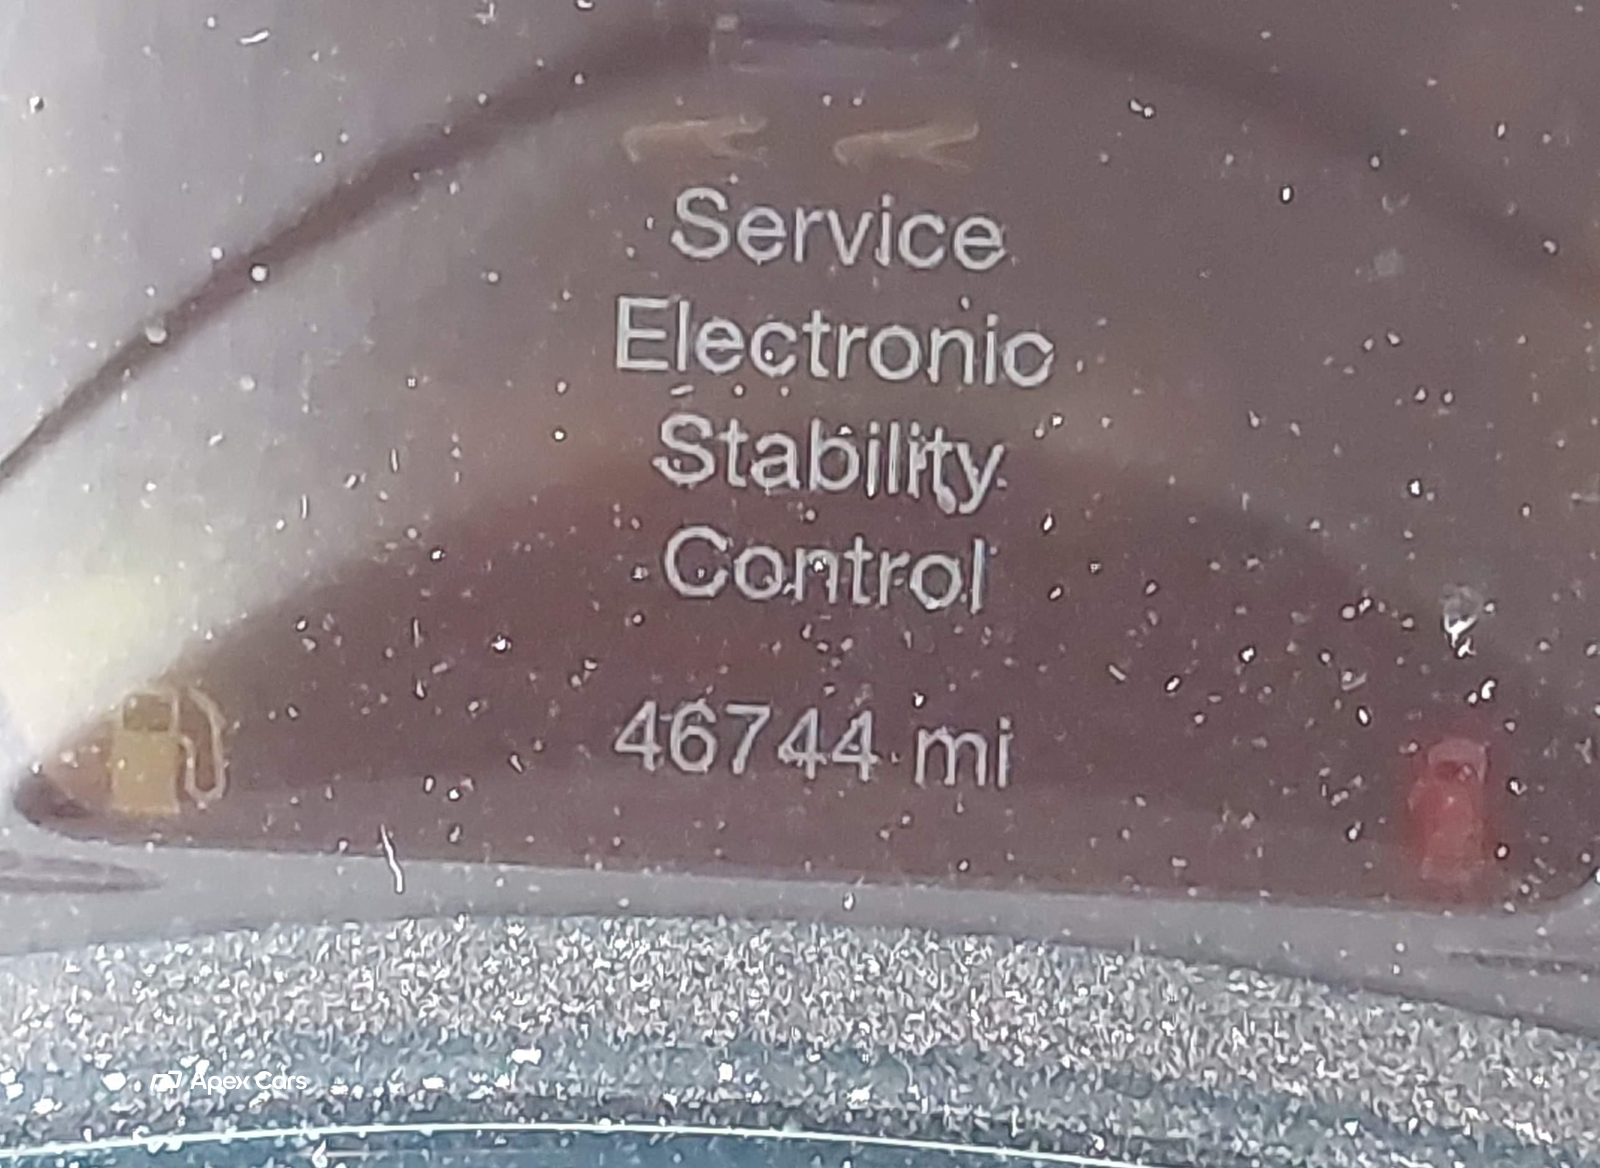 Service
Electronic
Stability
Control
46744 mi
Apex Cars